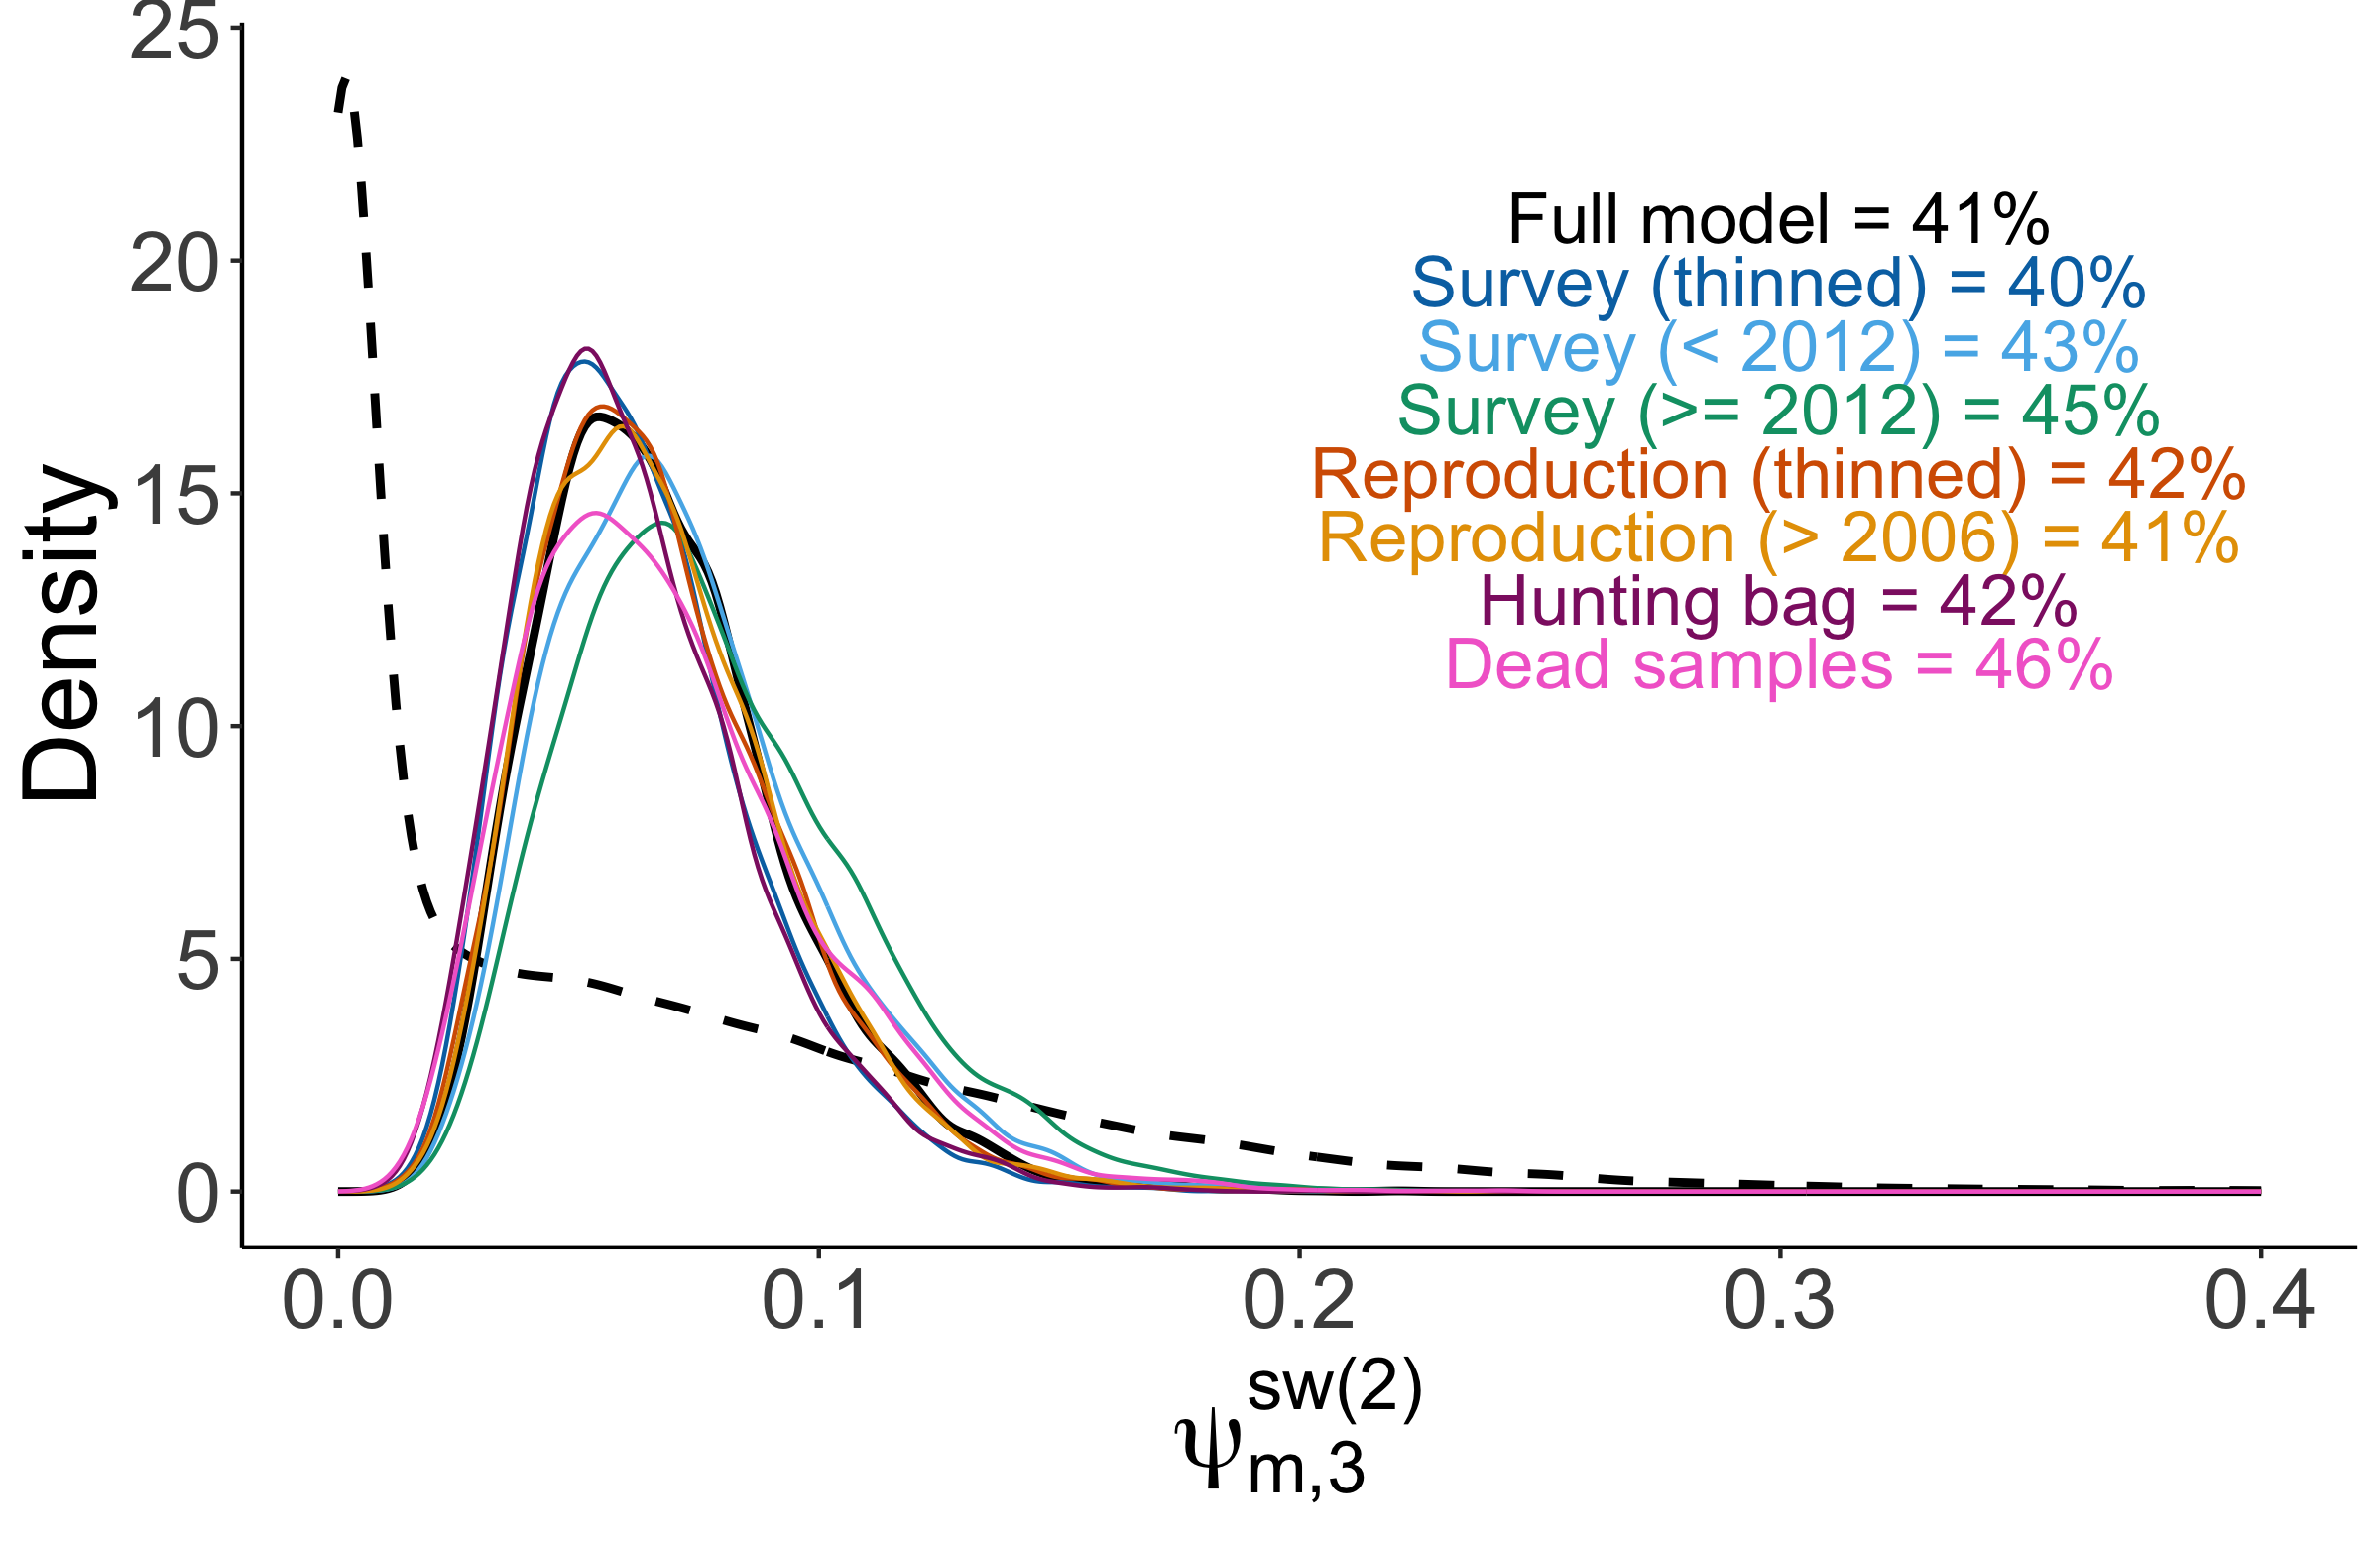 25
20
15
10
5
0
Density
Full model = 41%
Survey (thinned) = 40%
Survey (< 2012) = 43%
Survey (>= 2012) = 45%
Reproduction (thinned) = 42%
Reproduction (> 2006) = 41%
Hunting bag = 42%
Dead samples = 46%
0.0 0.1 0.2 0.3 0.4
ψ sw(2) m,3